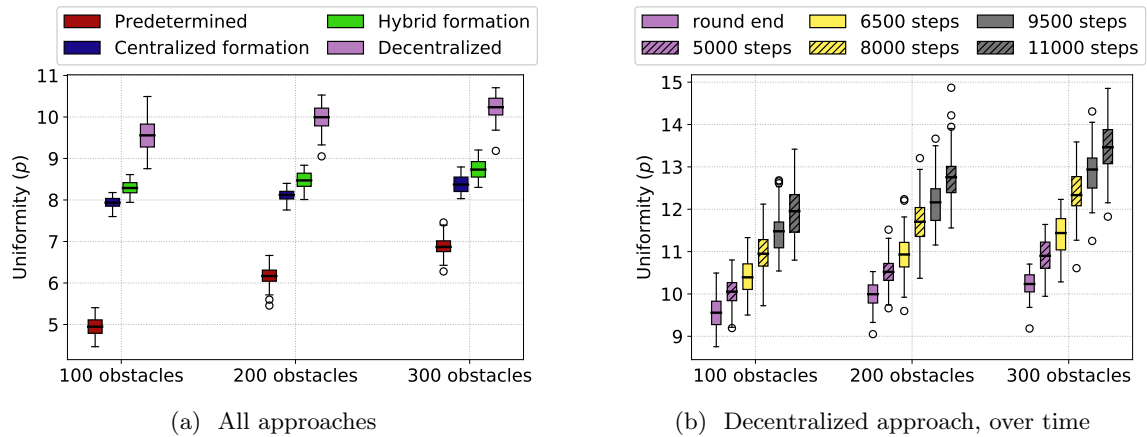 Predetermined
Centralized formation
Hybrid formation
Decentralized
Uniformity (p)
11
10
9
8
7
6
5
100 obstacles
200 obstacles
300 obstacles
(a) All approaches
round end
5000 steps
6500 steps
8000 steps
9500 steps
11000 steps
Uniformity (p)
15
14
13
12
11
10
9
100 obstacles
200 obstacles
300 obstacles
(b) Decentralized approach, over time